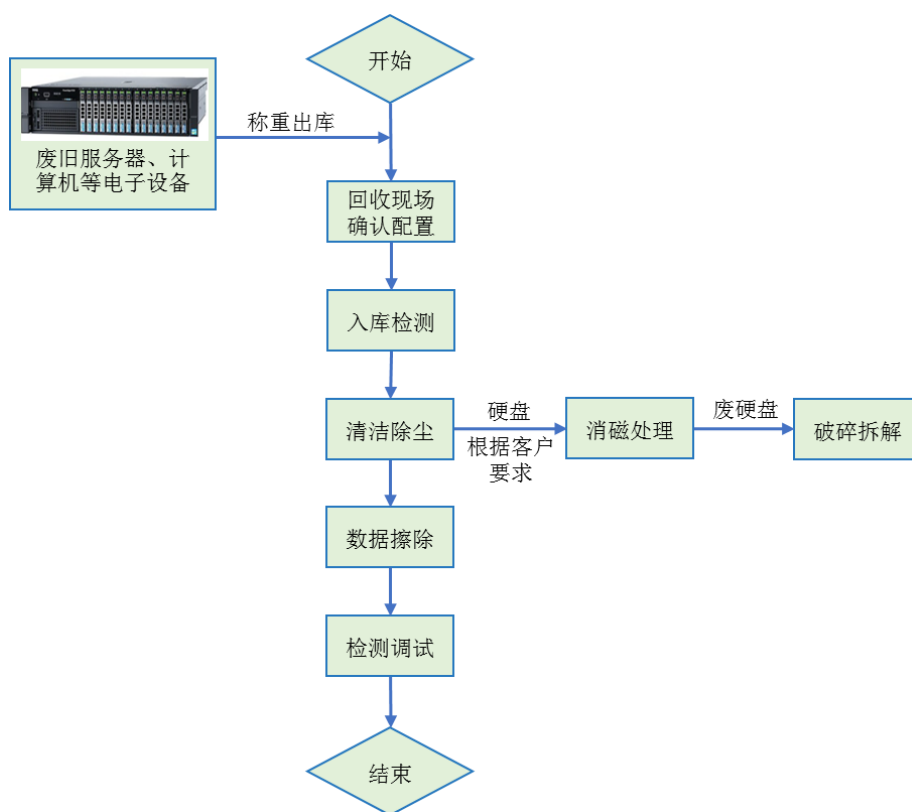 开始
称重出库
废旧服务器、计
算机等电子设备
回收现场
确认配置
入库检测
清洁除尘
硬盘
根据客户
要求
消磁处理
废硬盘
破碎拆解
数据擦除
检测调试
结束